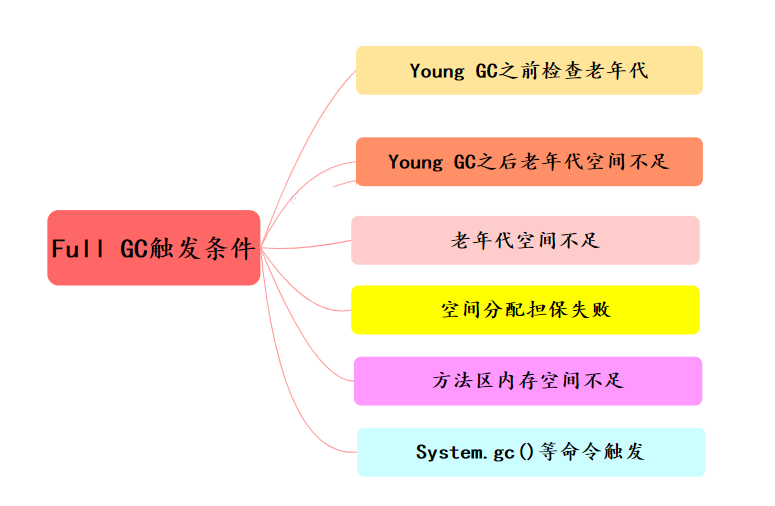 Young GC之前检查老年代
Young GC之后老年代空间不足
Full GC触发条件
老年代空间不足
空间分配担保失败
方法区内存空间不足
System.gc()等命令触发